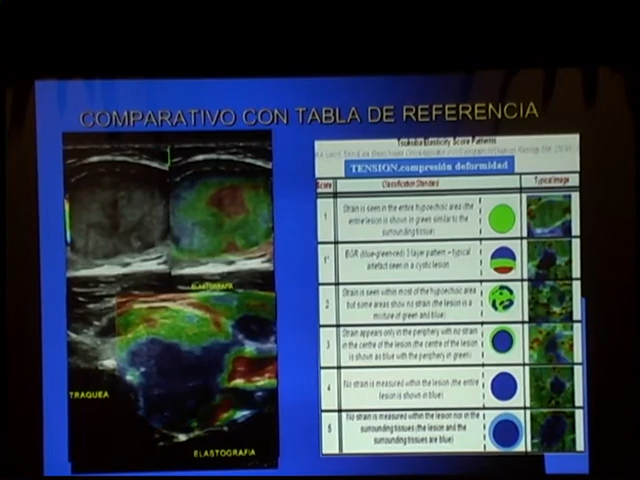 COMPARATIVO CON TABLA DE REFERENCIA
Tsukuba Elasticity Score Patterns
TENSION.compresión deformidad
Score
Classification Standard
Typical Image
1
Strain is seen in the entire hypoechoic area (the
entire lesion is shown in green similar to the
surrounding tissue)
1*
BGR (blue-green-red) 3 layer pattern – typical
artefact seen in a cystic lesion
2
Strain is seen within most of the hypoechoic area
but some areas show no strain (the lesion is a
mixture of green and blue)
3
Strain appears only in the periphery with no strain
in the centre of the lesion (the centre of the lesion
is shown as blue with the periphery in green)
4
No strain is measured within the lesion (the entire
lesion is shown in blue)
5
No strain is measured within the lesion nor in the
surrounding tissues (the lesion and the
surrounding tissues are blue)
ELASTOGRAFIA
TRAQUEA
ELASTOGRAFIA